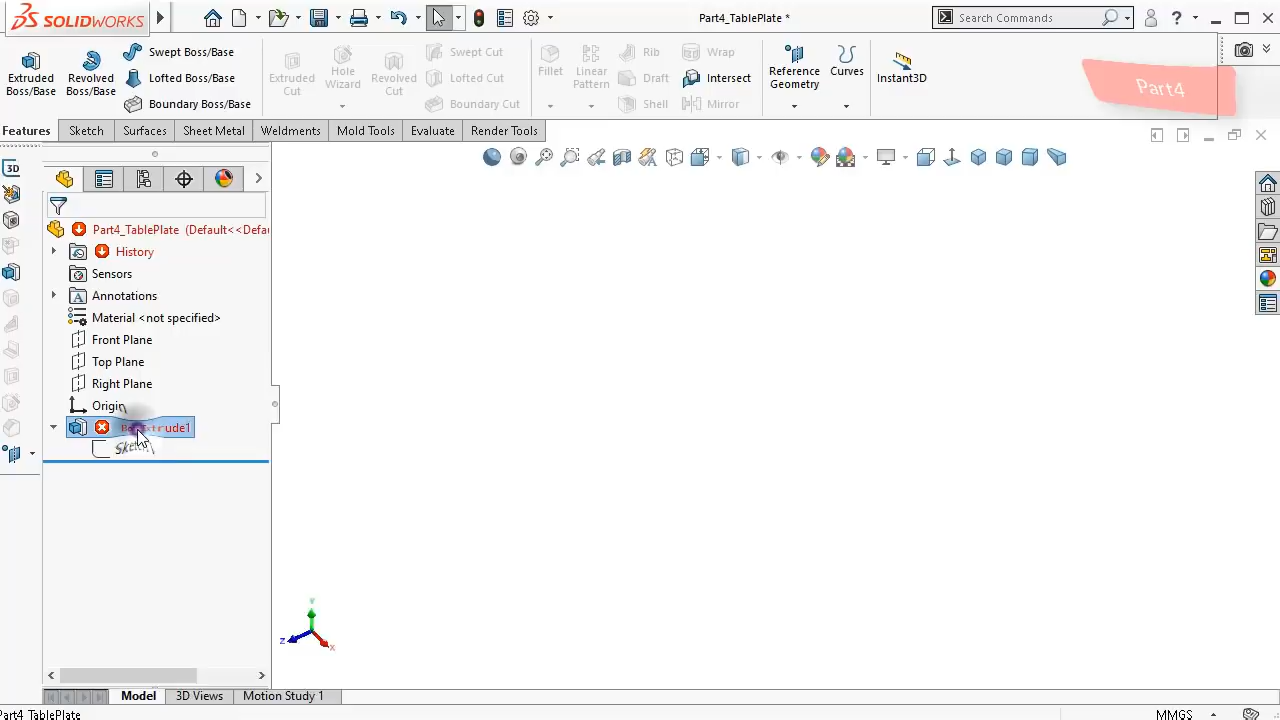 SOLIDWORKS
Part4_TablePlate *
Search Commands
Extruded Boss/Base
Revolved Boss/Base
Swept Boss/Base
Lofted Boss/Base
Boundary Boss/Base
Extruded Cut
Hole Wizard
Revolved Cut
Swept Cut
Lofted Cut
Boundary Cut
Fillet
Linear Pattern
Rib
Draft
Shell
Wrap
Intersect
Mirror
Reference Geometry
Curves
Instant3D
Part4
Features
Sketch
Surfaces
Sheet Metal
Weldments
Mold Tools
Evaluate
Render Tools
3D
Part4_TablePlate (Default<<Defa
History
Sensors
Annotations
Material <not specified>
Front Plane
Top Plane
Right Plane
Origin
Y
Z
X
Model
3D Views
Motion Study 1
Part4_TablePlate
MMGS